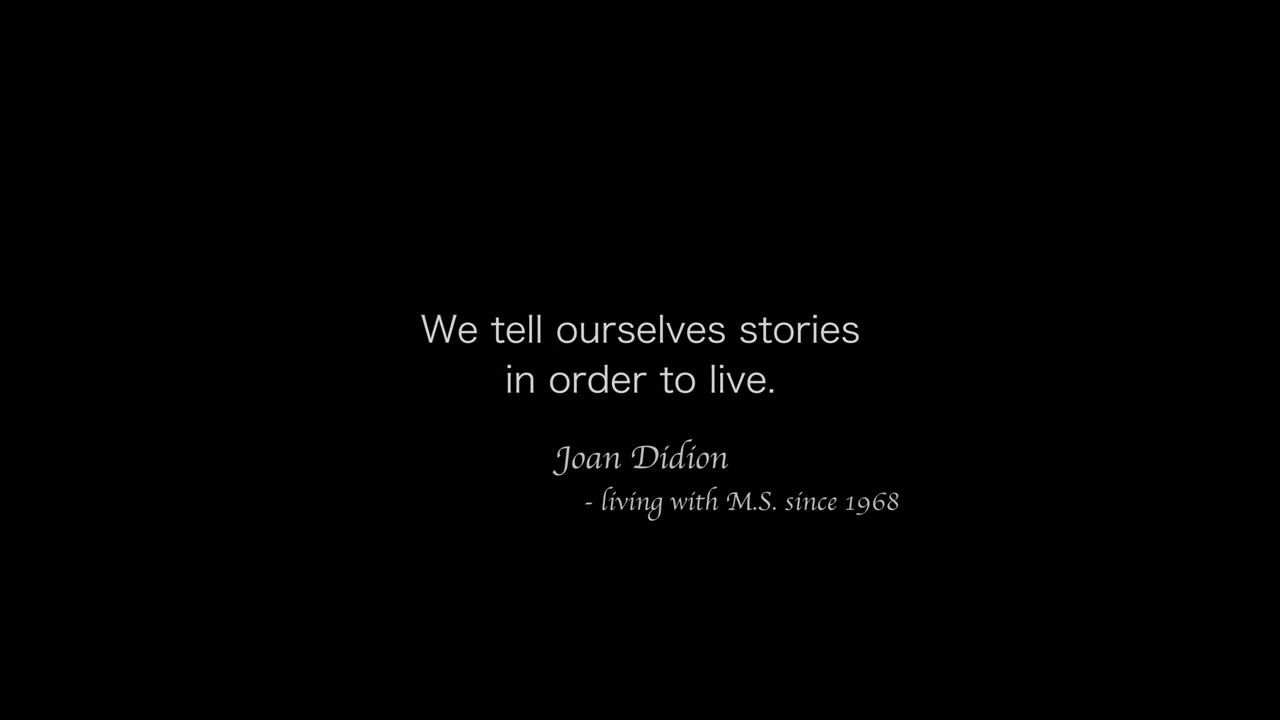 We tell ourselves stories
in order to live.
Joan Didion
- living with M.S. since 1968